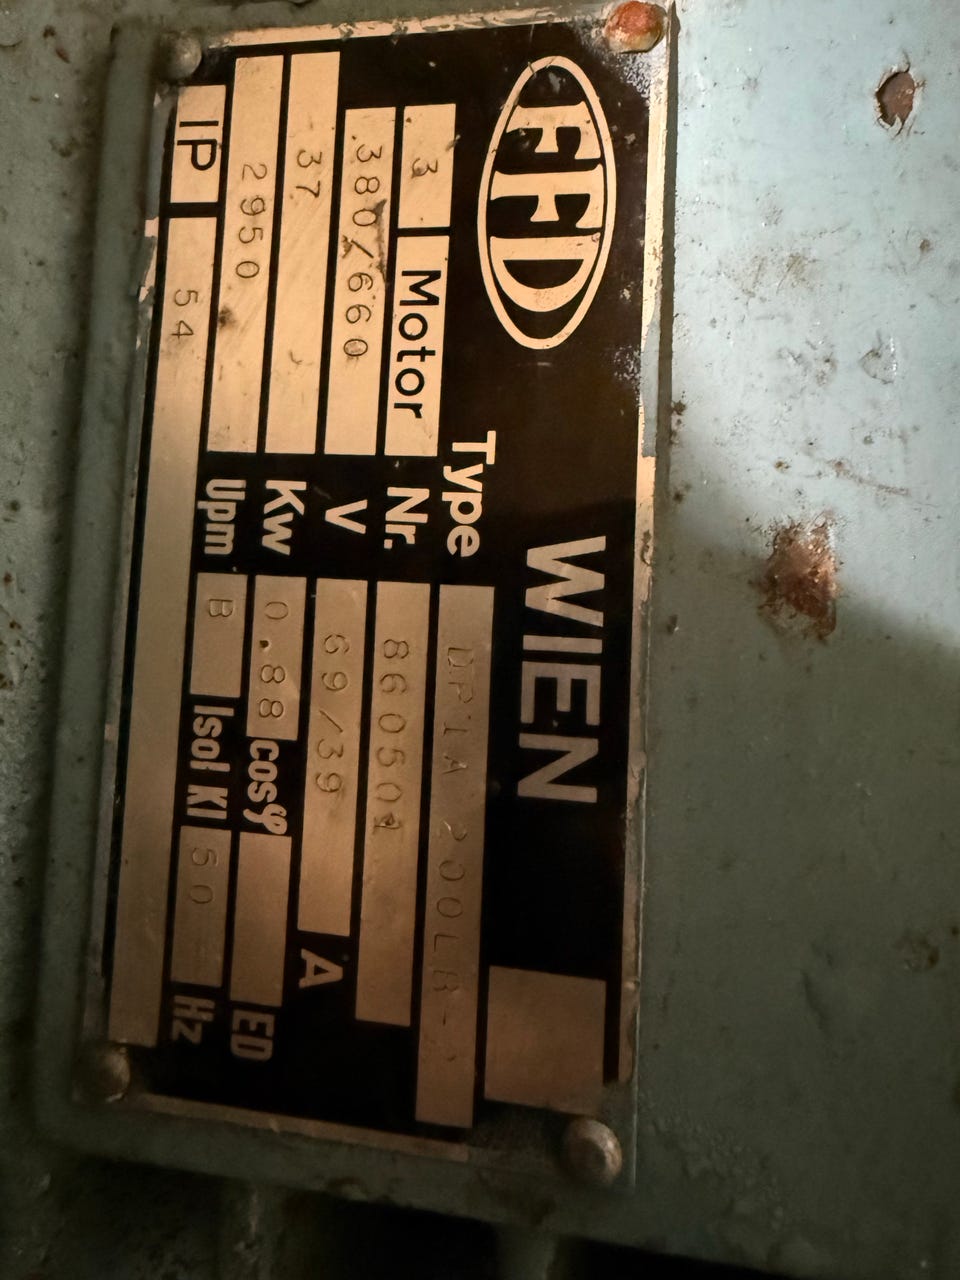 EFD WIEN
Type
3 Motor Nr. 860501
380/660 V 69/39 A
37 Kw 0.88 cosφ ED
2950 Upm B Isol Kl 50 Hz
IP 54